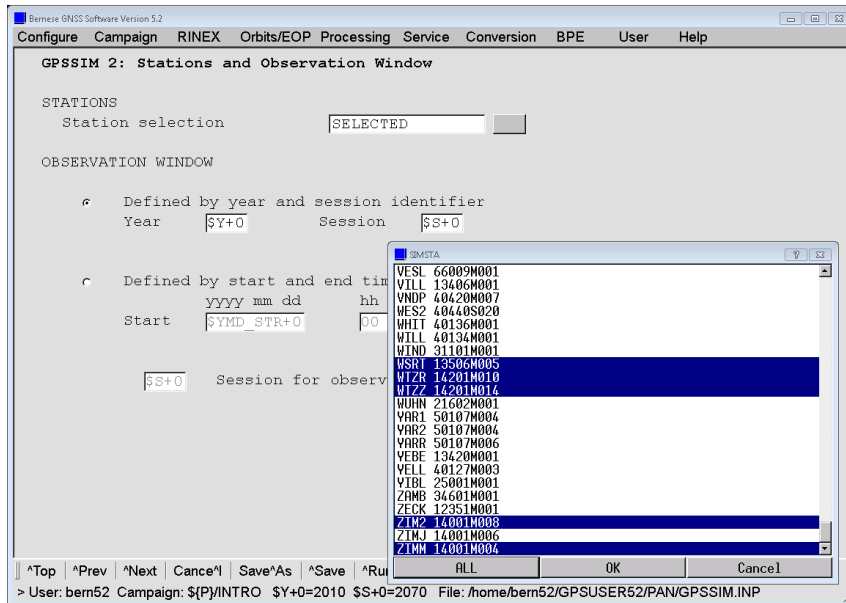 Bernese GNSS Software Version 5.2
Configure Campaign RINEX Orbits/EOP Processing Service Conversion BPE User Help
GPSSIM 2: Stations and Observation Window
STATIONS
Station selection SELECTED
OBSERVATION WINDOW
Defined by year and session identifier
Year $Y+0 Session $S+0
Defined by start and end tim
yyyy mm dd hh
Start $YMD_STR+0 00
$S+0 Session for observ
SIMSTA
VESL 66009M001
VILL 13406M001
VNDP 40420M007
WES2 40440S020
WHIT 40136M001
WILL 40134M001
WIND 31101M001
WSRT 13506M005
WTZR 14201M010
WTZZ 14201M014
WUHN 21602M001
YAR1 50107M004
YAR2 50107M004
YARR 50107M006
YEBE 13420M001
YELL 40127M003
YIBL 25001M001
ZAMB 34601M001
ZECK 12351M001
ZIM2 14001M008
ZIMJ 14001M006
ZIMM 14001M004
ALL OK Cancel
^Top ^Prev ^Next Cance^l Save^As ^Save ^Ru
> User: bern52 Campaign: ${P}/INTRO $Y+0=2010 $S+0=2070 File: /home/bern52/GPSUSER52/PAN/GPSSIM.INP